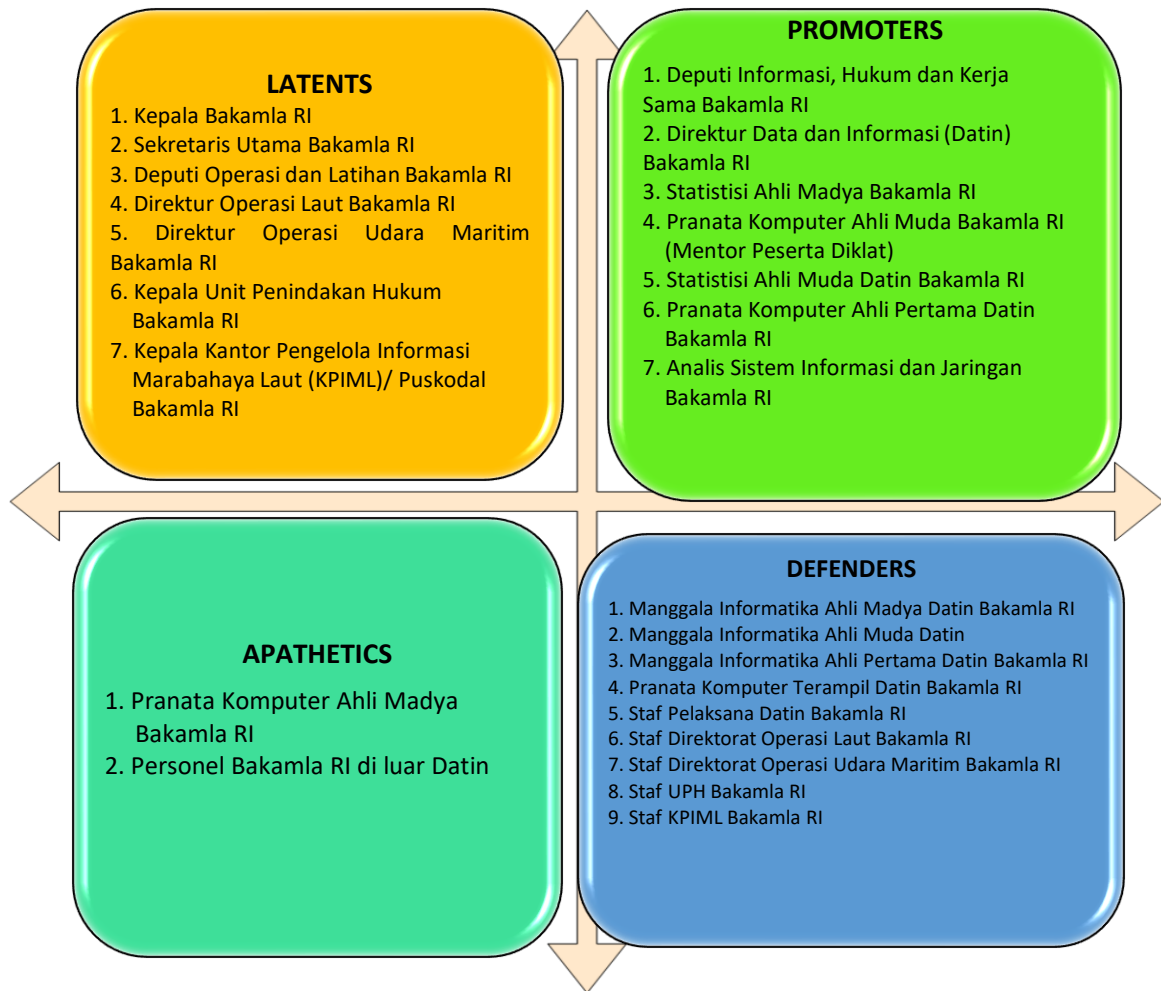 LATENTS
1. Kepala Bakamla RI
2. Sekretaris Utama Bakamla RI
3. Deputi Operasi dan Latihan Bakamla RI
4. Direktur Operasi Laut Bakamla RI
5. Direktur Operasi Udara Maritim
Bakamla RI
6. Kepala Unit Penindakan Hukum
Bakamla RI
7. Kepala Kantor Pengelola Informasi
Marabahaya Laut (KPIML)/ Puskodal
Bakamla RI
PROMOTERS
1. Deputi Informasi, Hukum dan Kerja
Sama Bakamla RI
2. Direktur Data dan Informasi (Datin)
Bakamla RI
3. Statistisi Ahli Madya Bakamla RI
4. Pranata Komputer Ahli Muda Bakamla RI
(Mentor Peserta Diklat)
5. Statistisi Ahli Muda Datin Bakamla RI
6. Pranata Komputer Ahli Pertama Datin
Bakamla RI
7. Analis Sistem Informasi dan Jaringan
Bakamla RI
APATHETICS
1. Pranata Komputer Ahli Madya
Bakamla RI
2. Personel Bakamla RI di luar Datin
DEFENDERS
1. Manggala Informatika Ahli Madya Datin Bakamla RI
2. Manggala Informatika Ahli Muda Datin
3. Manggala Informatika Ahli Pertama Datin Bakamla RI
4. Pranata Komputer Terampil Datin Bakamla RI
5. Staf Pelaksana Datin Bakamla RI
6. Staf Direktorat Operasi Laut Bakamla RI
7. Staf Direktorat Operasi Udara Maritim Bakamla RI
8. Staf UPH Bakamla RI
9. Staf KPIML Bakamla RI